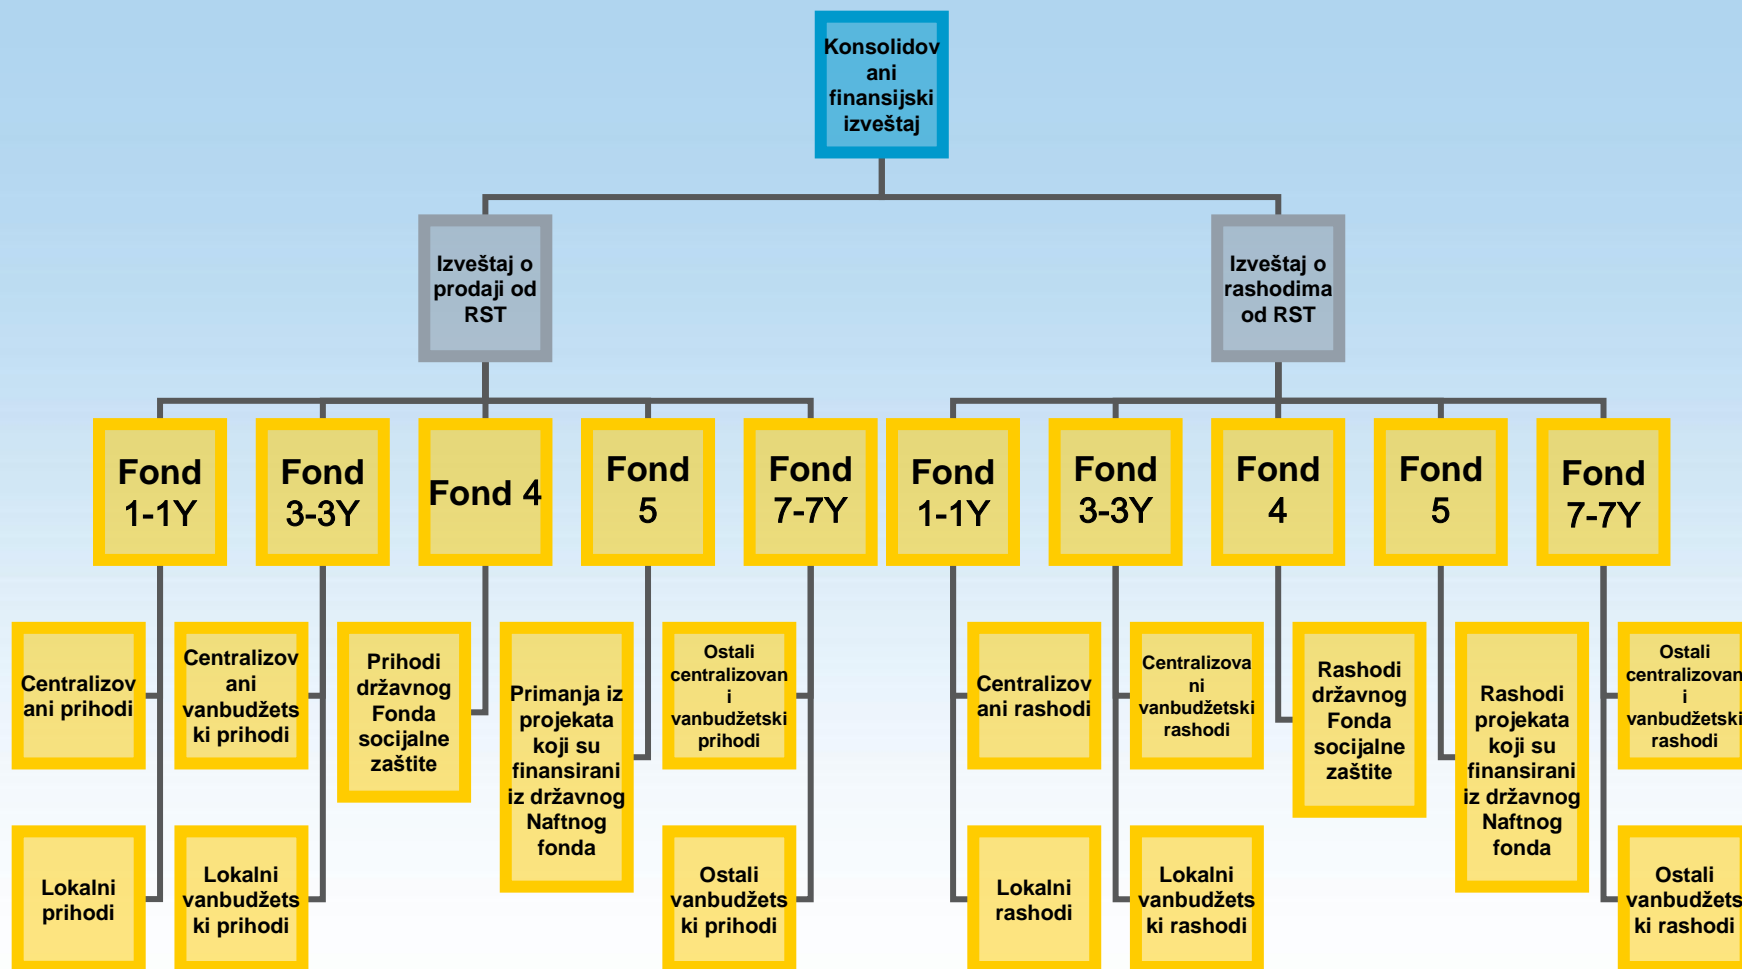 Konsolidov
ani
finansijski
izveštaj
Izveštaj o
prodaji od
RST
Izveštaj o
rashodima
od RST
Fond
1-1Y
Fond
3-3Y
Fond 4
Fond
5
Fond
7-7Y
Fond
1-1Y
Fond
3-3Y
Fond
4
Fond
5
Fond
7-7Y
Centralizov
ani prihodi
Centralizov
ani
vanbudžets
ki prihodi
Prihodi
državnog
Fonda
socijalne
zaštite
Primanja iz
projekata
koji su
finansirani
iz državnog
Naftnog
fonda
Ostali
centralizovan
i
vanbudžetski
prihodi
Centralizov
ani rashodi
Centralizova
ni
vanbudžetski
rashodi
Rashodi
državnog
Fonda
socijalne
zaštite
Rashodi
projekata
koji su
finansirani
iz državnog
Naftnog
fonda
Ostali
centralizovan
i
vanbudžetski
rashodi
Lokalni
prihodi
Lokalni
vanbudžets
ki prihodi
Ostali
vanbudžets
ki prihodi
Lokalni
rashodi
Lokalni
vanbudžets
ki rashodi
Ostali
vanbudžets
ki rashodi